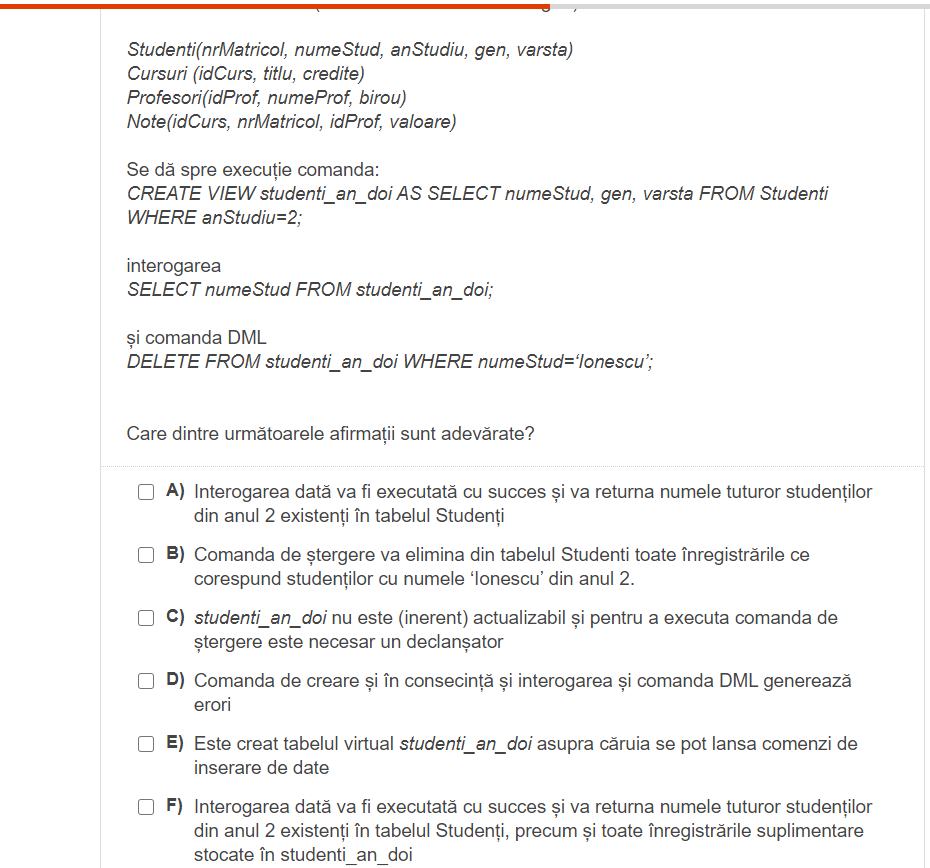 Studenti(nrMatricol, numeStud, anStudiu, gen, varsta)
Cursuri (idCurs, titlu, credite)
Profesori(idProf, numeProf, birou)
Note(idCurs, nrMatricol, idProf, valoare)
Se dă spre execuție comanda:
CREATE VIEW studenti_an_doi AS SELECT numeStud, gen, varsta FROM Studenti
WHERE anStudiu=2;
interogarea
SELECT numeStud FROM studenti_an_doi;
și comanda DML
DELETE FROM studenti_an_doi WHERE numeStud=‘Ionescu’;
Care dintre următoarele afirmații sunt adevărate?
A) Interogarea dată va fi executată cu succes și va returna numele tuturor studenților
din anul 2 existenți în tabelul Studenți
B) Comanda de ștergere va elimina din tabelul Studenti toate înregistrările ce
corespund studenților cu numele ‘Ionescu’ din anul 2.
C) studenti_an_doi nu este (inerent) actualizabil și pentru a executa comanda de
ștergere este necesar un declanșator
D) Comanda de creare și în consecință și interogarea și comanda DML generează
erori
E) Este creat tabelul virtual studenti_an_doi asupra căruia se pot lansa comenzi de
inserare de date
F) Interogarea dată va fi executată cu succes și va returna numele tuturor studenților
din anul 2 existenți în tabelul Studenți, precum și toate înregistrările suplimentare
stocate în studenti_an_doi